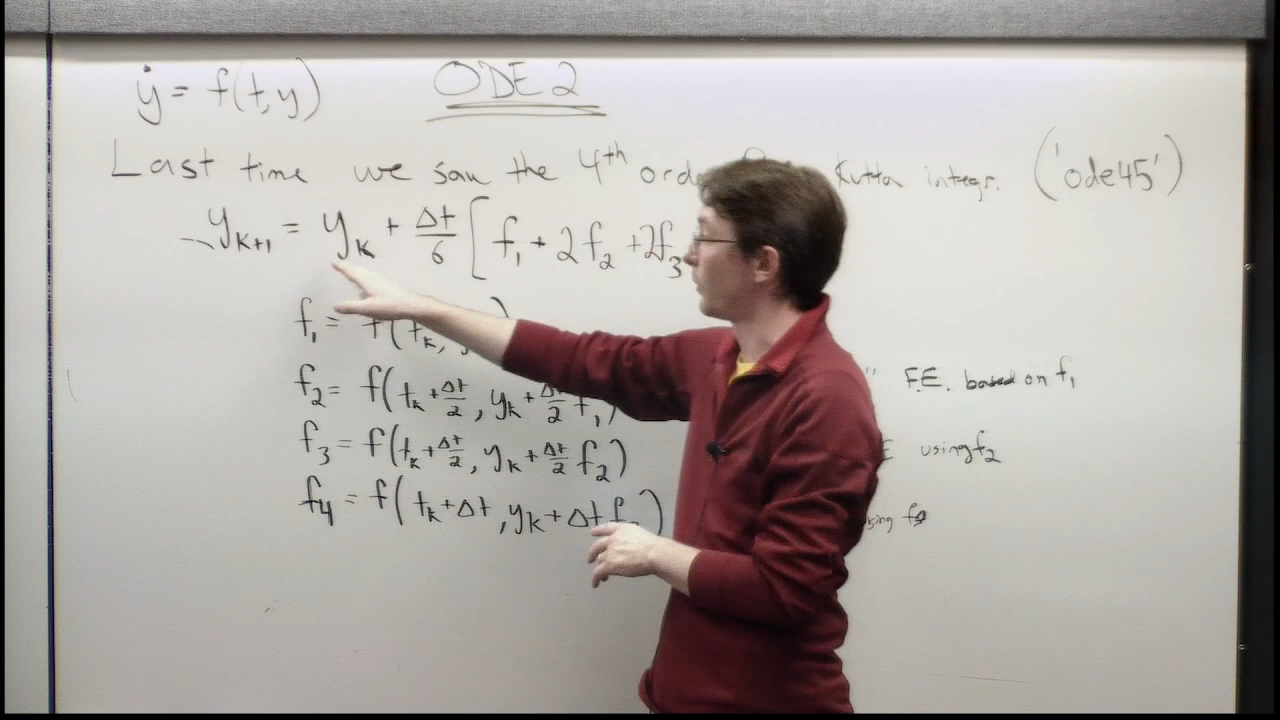 ẏ = f(t,y)
ODE 2
Last time we saw the 4th Kutta integr. ('ode45')
y_{k+1} = y_k + Δt/6 [ f_1 + 2f_2 + 2f_3
f_1 = f(t_k,
f_2 = f(t_k + Δt/2, y_k + Δt/2 f_1) " F.E. based on f_1
f_3 = f(t_k + Δt/2, y_k + Δt/2 f_2) using f_2
f_4 = f(t_k + Δt, y_k + Δt f )